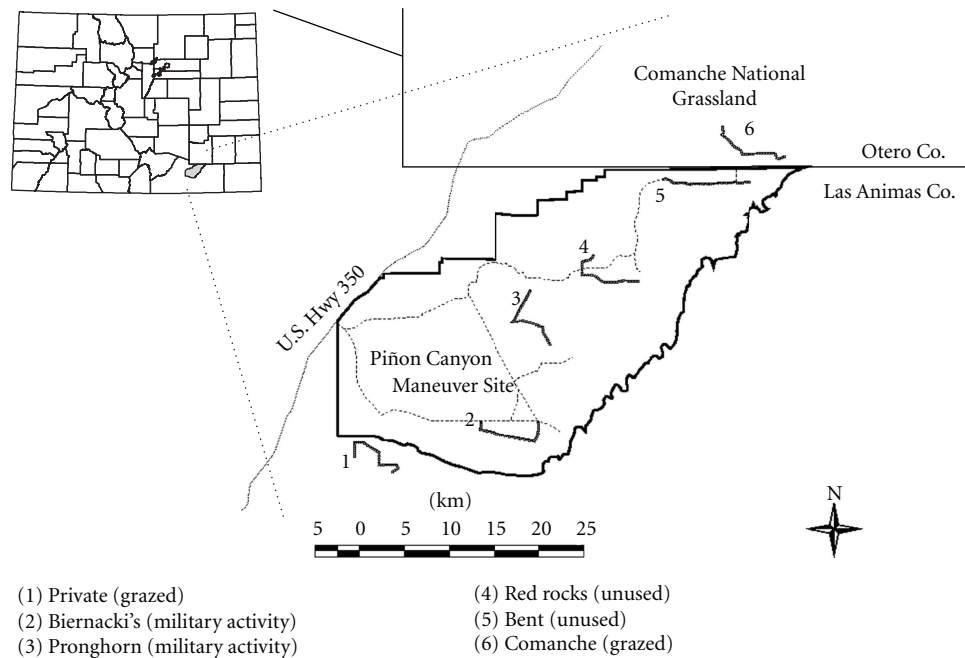 Comanche National
Grassland
6
Otero Co.
Las Animas Co.
5
4
U.S. Hwy 350
3
Piñon Canyon
Maneuver Site
2
1
(km)
N
5 0 5 10 15 20 25
(1) Private (grazed)
(2) Biernacki's (military activity)
(3) Pronghorn (military activity)
(4) Red rocks (unused)
(5) Bent (unused)
(6) Comanche (grazed)